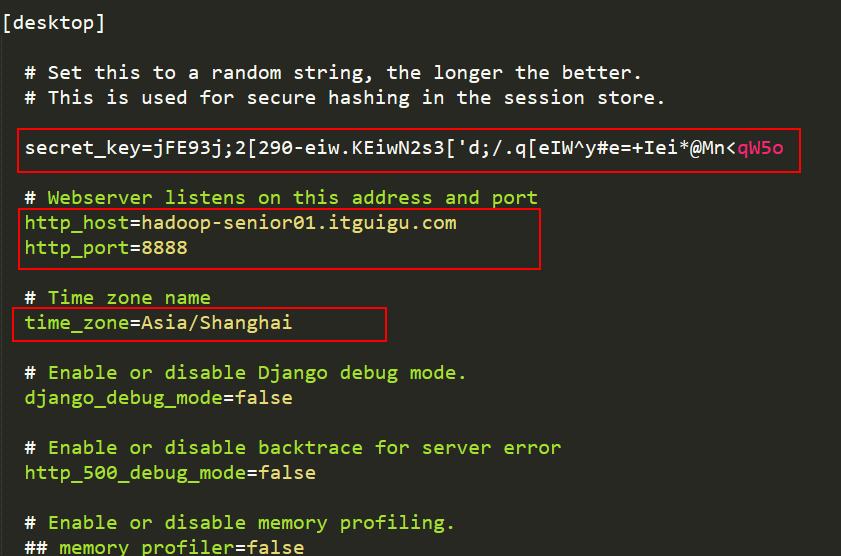 [desktop]
# Set this to a random string, the longer the better.
# This is used for secure hashing in the session store.
secret_key=jFE93j;2[290-eiw.KEiwN2s3['d;/.q[eIW^y#e=+Iei*@Mn<qW5o
# Webserver listens on this address and port
http_host=hadoop-senior01.itguigu.com
http_port=8888
# Time zone name
time_zone=Asia/Shanghai
# Enable or disable Django debug mode.
django_debug_mode=false
# Enable or disable backtrace for server error
http_500_debug_mode=false
# Enable or disable memory profiling.
## memory_profiler=false